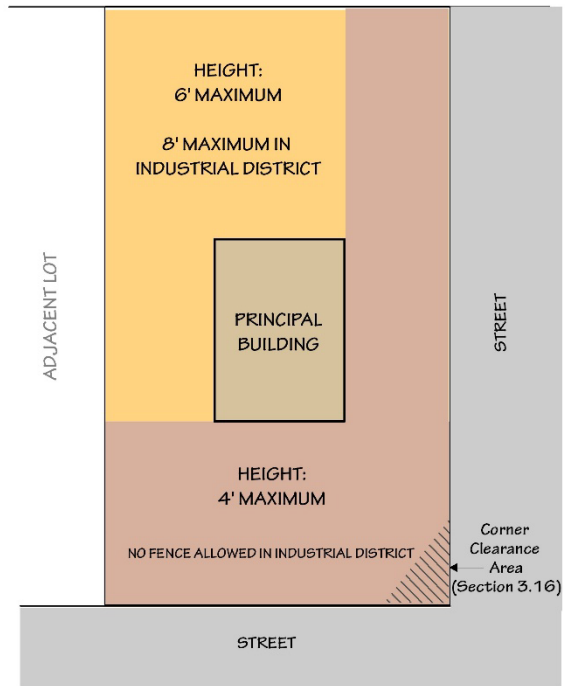 HEIGHT:
6' MAXIMUM
8' MAXIMUM IN
INDUSTRIAL DISTRICT
ADJACENT LOT
PRINCIPAL
BUILDING
STREET
HEIGHT:
4' MAXIMUM
NO FENCE ALLOWED IN INDUSTRIAL DISTRICT
Corner
Clearance
Area
(Section 3.16)
STREET